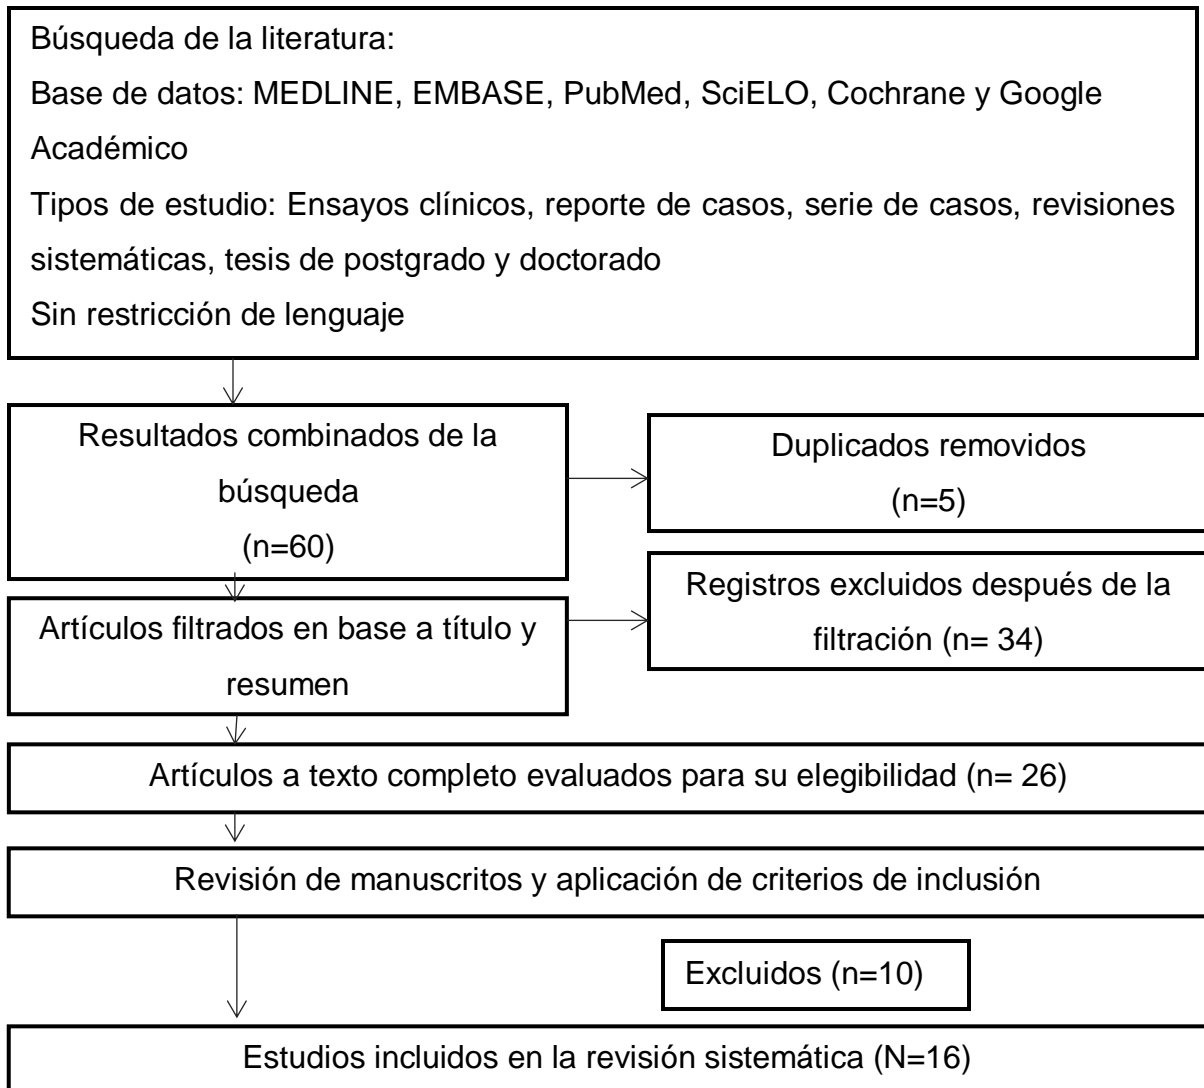 Búsqueda de la literatura:
Base de datos: MEDLINE, EMBASE, PubMed, SciELO, Cochrane y Google
Académico
Tipos de estudio: Ensayos clínicos, reporte de casos, serie de casos, revisiones
sistemáticas, tesis de postgrado y doctorado
Sin restricción de lenguaje
Resultados combinados de la
búsqueda
(n=60)
Duplicados removidos
(n=5)
Artículos filtrados en base a título y
resumen
Registros excluidos después de la
filtración (n= 34)
Artículos a texto completo evaluados para su elegibilidad (n= 26)
Revisión de manuscritos y aplicación de criterios de inclusión
Excluidos (n=10)
Estudios incluidos en la revisión sistemática (N=16)